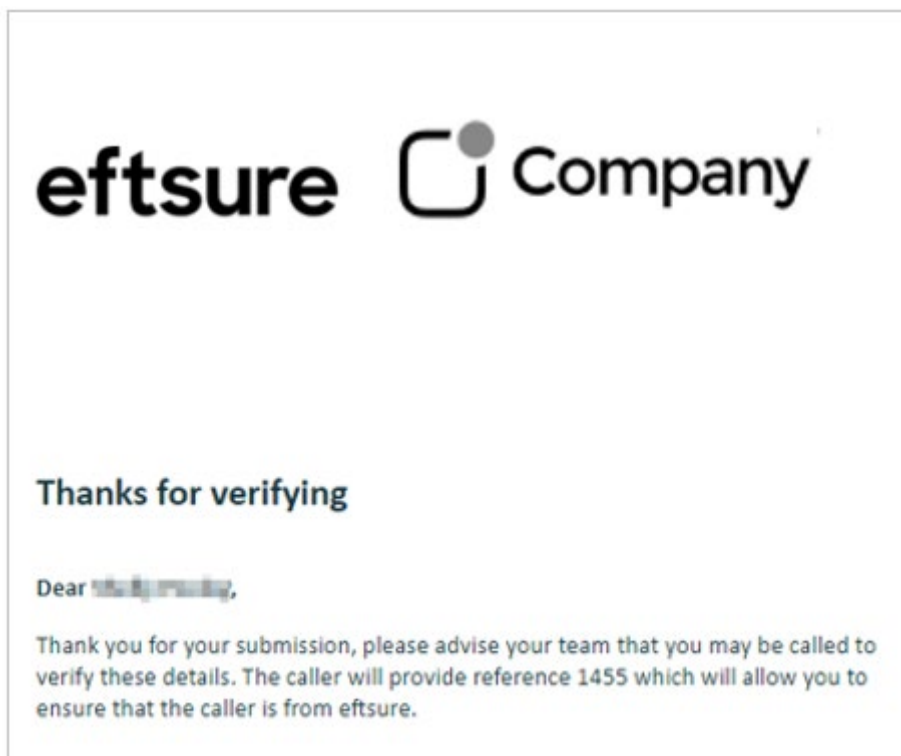 eftsure
Company
Thanks for verifying
Dear ,
Thank you for your submission, please advise your team that you may be called to
verify these details. The caller will provide reference 1455 which will allow you to
ensure that the caller is from eftsure.